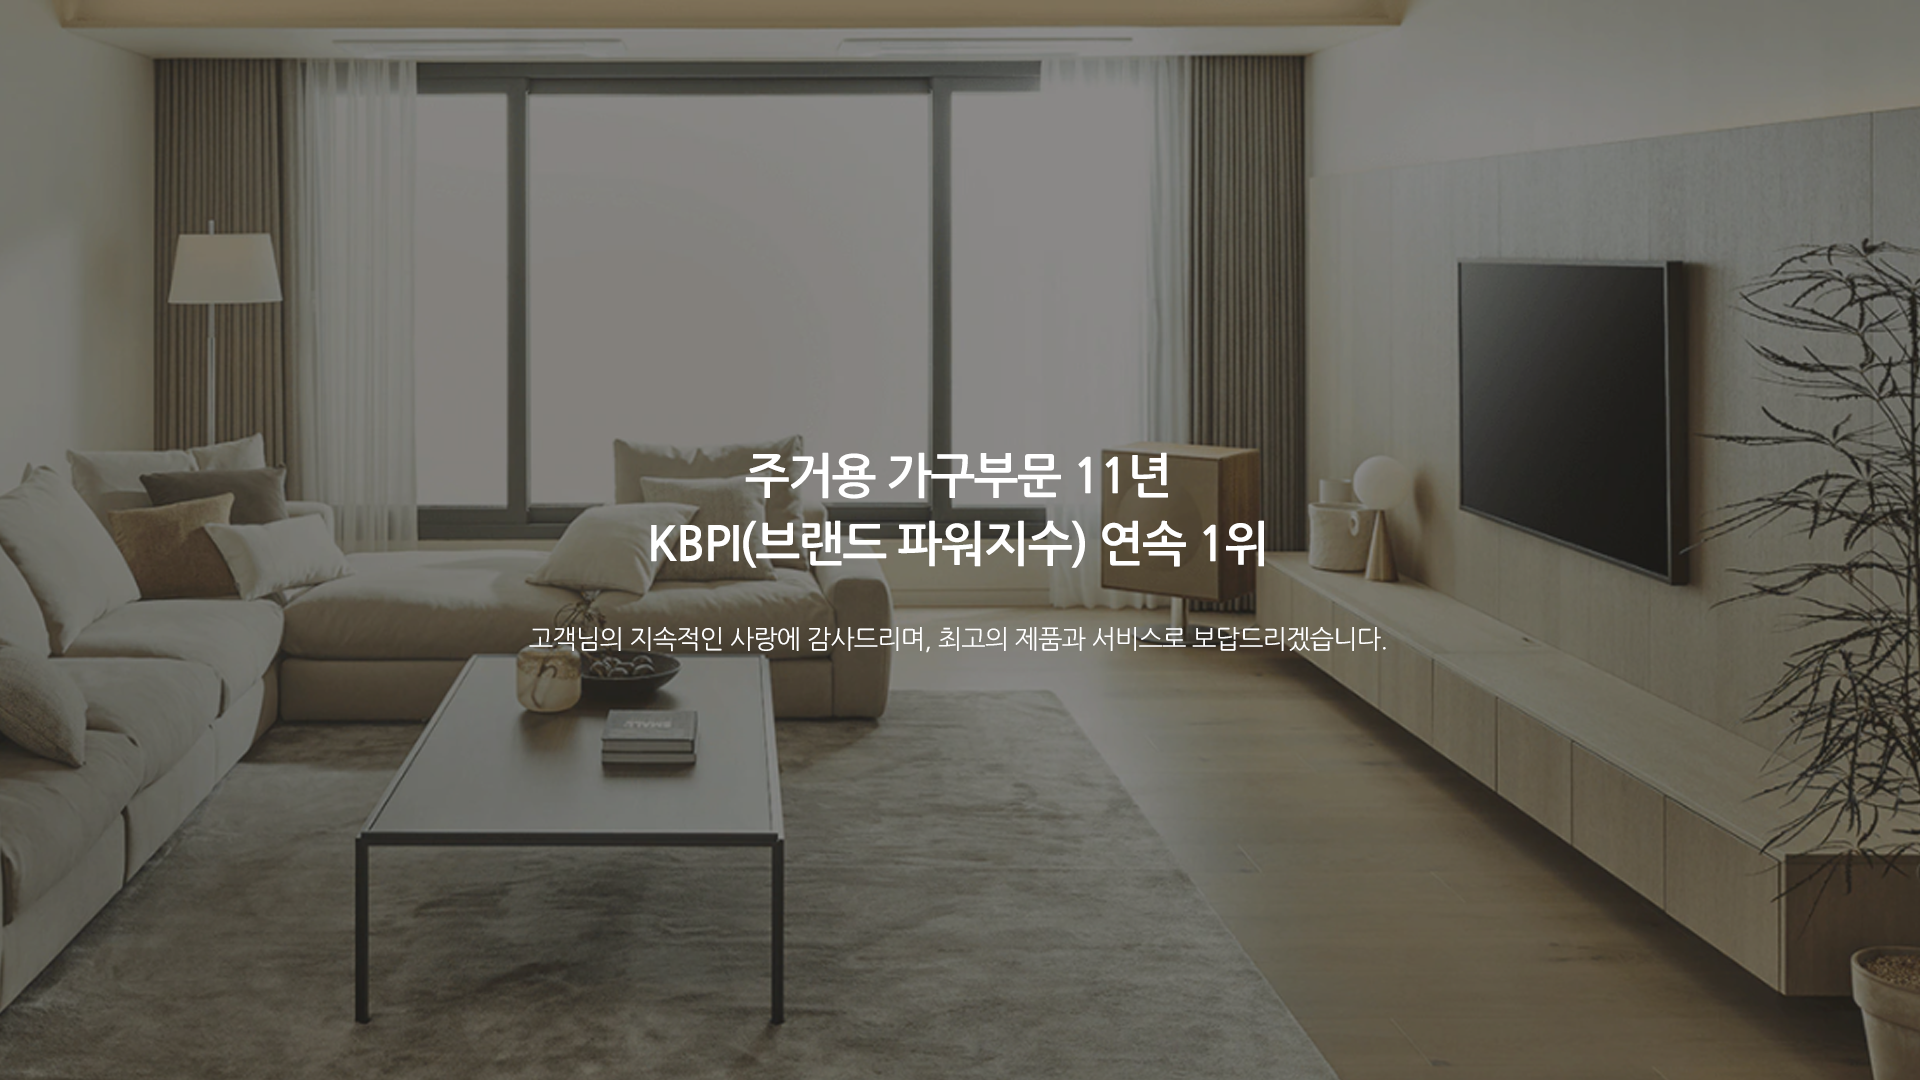 주거용 가구부문 11년
KBPI(브랜드 파워지수) 연속 1위
고객님의 지속적인 사랑에 감사드리며, 최고의 제품과 서비스로 보답드리겠습니다.